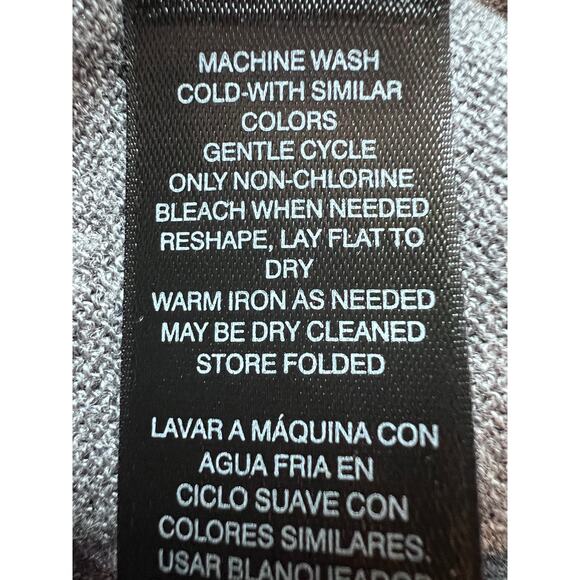 MACHINE WASH
COLD-WITH SIMILAR
COLORS
GENTLE CYCLE
ONLY NON-CHLORINE
BLEACH WHEN NEEDED
RESHAPE, LAY FLAT TO
DRY
WARM IRON AS NEEDED
MAY BE DRY CLEANED
STORE FOLDED
LAVAR A MÁQUINA CON
AGUA FRIA EN
CICLO SUAVE CON
COLORES SIMILARES.
USAR BLANQUEADOR